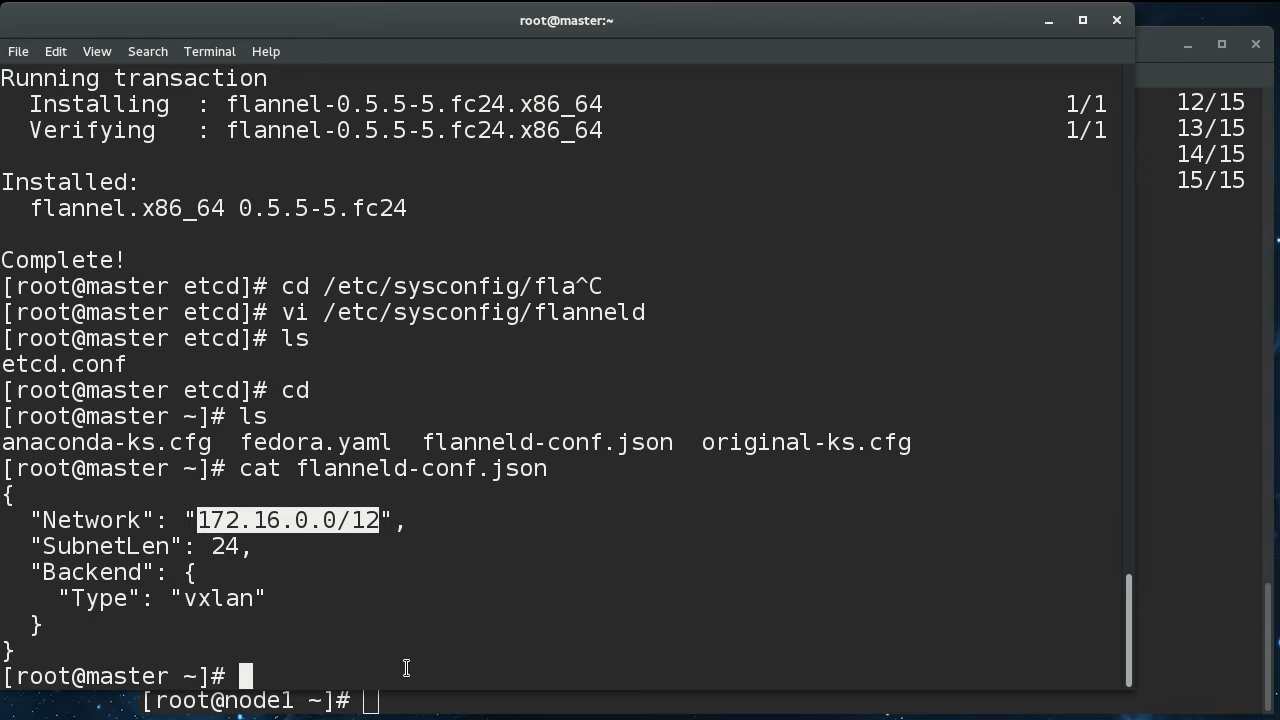 root@master:~
File Edit View Search Terminal Help
Running transaction
  Installing  : flannel-0.5.5-5.fc24.x86_64 1/1
  Verifying   : flannel-0.5.5-5.fc24.x86_64 1/1
Installed:
  flannel.x86_64 0.5.5-5.fc24
Complete!
[root@master etcd]# cd /etc/sysconfig/fla^C
[root@master etcd]# vi /etc/sysconfig/flanneld
[root@master etcd]# ls
etcd.conf
[root@master etcd]# cd
[root@master ~]# ls
anaconda-ks.cfg  fedora.yaml  flanneld-conf.json  original-ks.cfg
[root@master ~]# cat flanneld-conf.json
{
  "Network": "172.16.0.0/12",
  "SubnetLen": 24,
  "Backend": {
    "Type": "vxlan"
  }
}
[root@master ~]#
12/15
13/15
14/15
15/15
[root@node1 ~]#